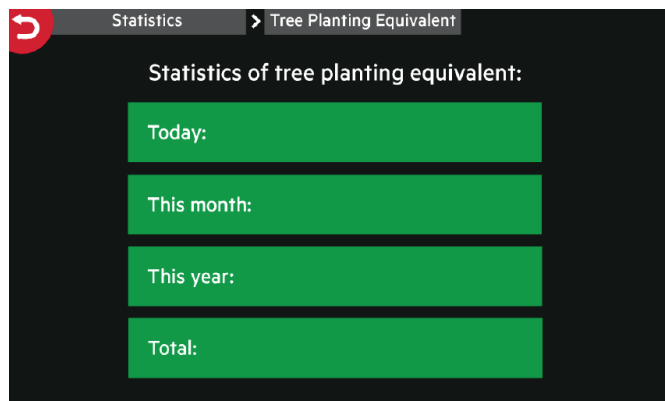 Statistics > Tree Planting Equivalent
Statistics of tree planting equivalent:
Today:
This month:
This year:
Total: